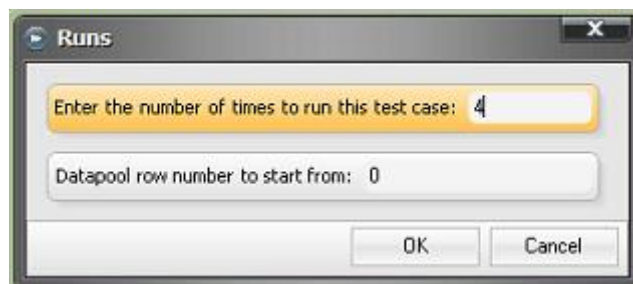 Runs
Enter the number of times to run this test case: 4
Datapool row number to start from: 0
OK
Cancel